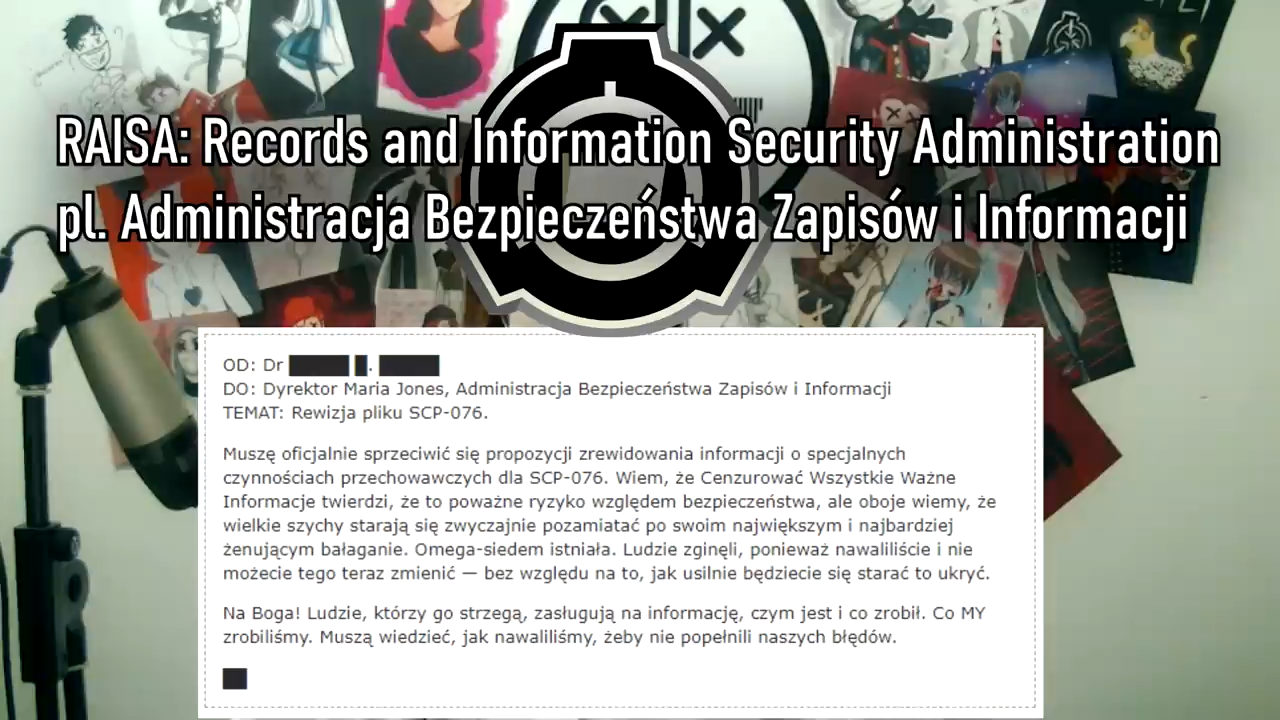 RAISA: Records and Information Security Administration
pl. Administracja Bezpieczeństwa Zapisów i Informacji
OD: Dr █████ █. █████
DO: Dyrektor Maria Jones, Administracja Bezpieczeństwa Zapisów i Informacji
TEMAT: Rewizja pliku SCP-076.
Muszę oficjalnie sprzeciwić się propozycji zrewidowania informacji o specjalnych
czynnościach przechowawczych dla SCP-076. Wiem, że Cenzurować Wszystkie Ważne
Informacje twierdzi, że to poważne ryzyko względem bezpieczeństwa, ale oboje wiemy, że
wielkie szychy starają się zwyczajnie pozamiatać po swoim największym i najbardziej
żenującym bałaganie. Omega-siedem istniała. Ludzie zginęli, ponieważ nawaliliście i nie
możecie tego teraz zmienić — bez względu na to, jak usilnie będziecie się starać to ukryć.
Na Boga! Ludzie, którzy go strzegą, zasługują na informację, czym jest i co zrobił. Co MY
zrobiliśmy. Muszą wiedzieć, jak nawaliliśmy, żeby nie popełnili naszych błędów.
██